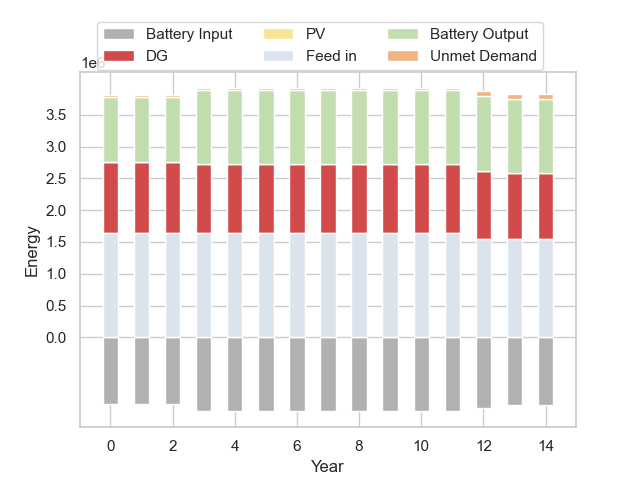 Battery Input PV Battery Output
DG Feed in Unmet Demand
1e6
3.5
3.0
2.5
2.0
1.5
1.0
0.5
0.0
Energy
0 2 4 6 8 10 12 14
Year